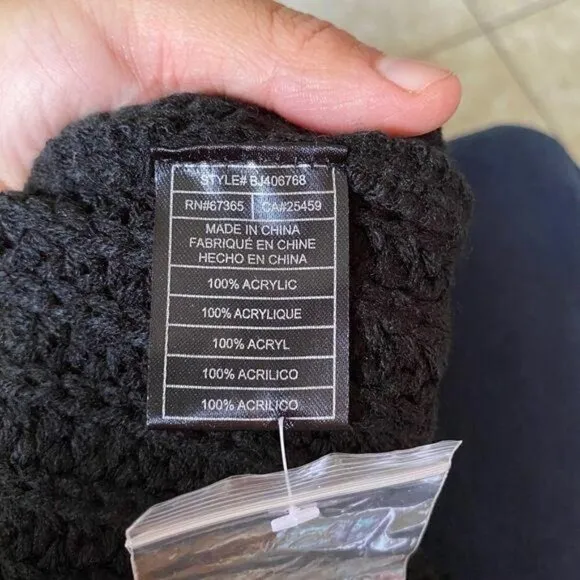 STYLE# BJ406768
RN#67365 CA#25459
MADE IN CHINA
FABRIQUÉ EN CHINE
HECHO EN CHINA
100% ACRYLIC
100% ACRYLIQUE
100% ACRYL
100% ACRILICO
100% ACRILICO